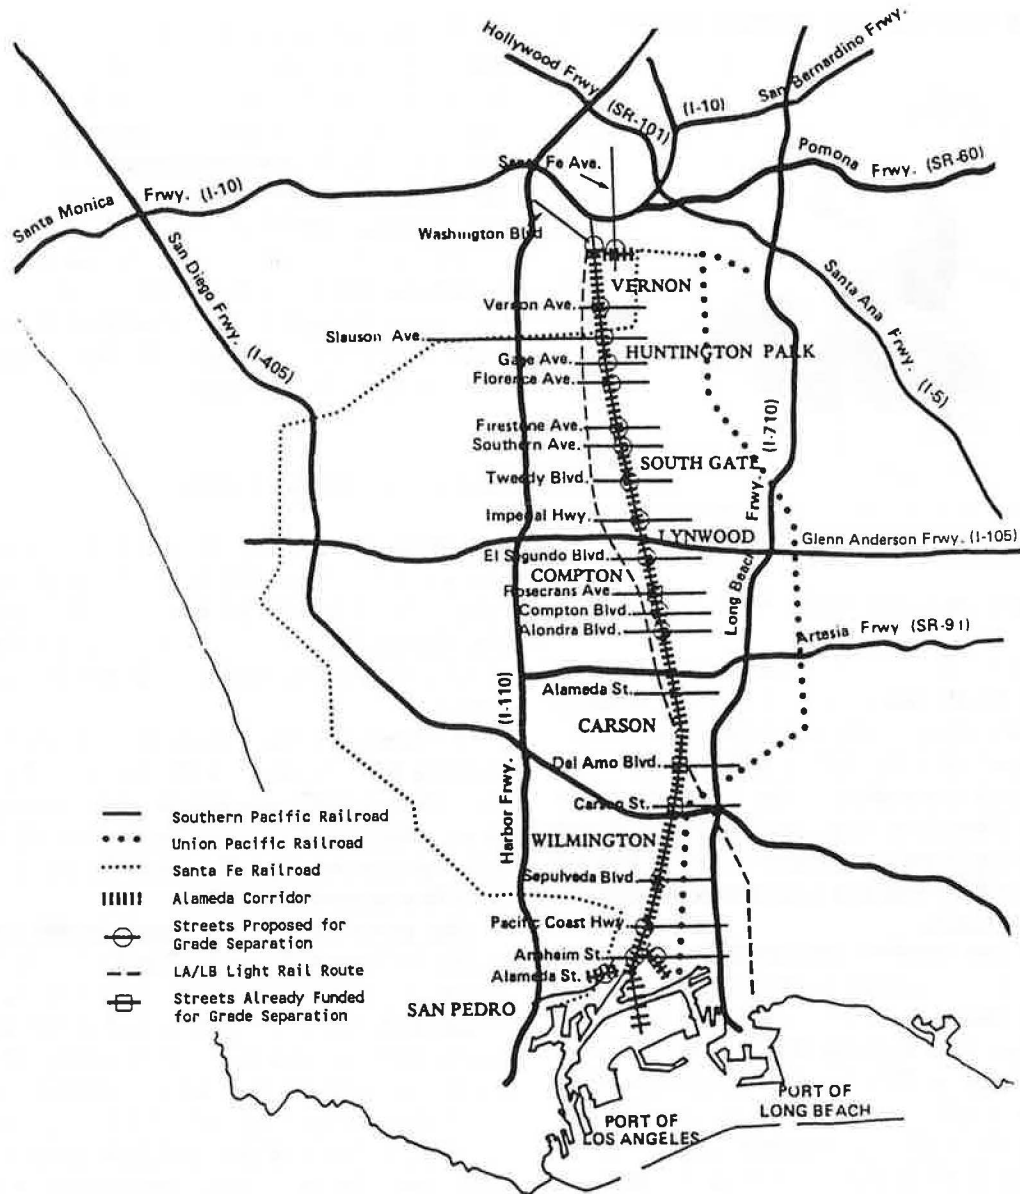 Hollywood Frwy. (SR-101)
(I-10) San Bernardino Frwy.
Santa Fe Ave.
Pomona Frwy. (SR-60)
Santa Monica Frwy. (I-10)
Washington Blvd
San Diego Frwy. (I-405)
Santa Ana Frwy. (I-5)
VERNON
Vernon Ave.
Slauson Ave.
HUNTINGTON PARK
Gage Ave.
Florence Ave.
Firestone Ave.
Southern Ave.
SOUTH GATE
Tweedy Blvd.
Long Beach Frwy. (I-710)
Imperial Hwy.
LYNWOOD
Glenn Anderson Frwy. (I-105)
El Segundo Blvd.
COMPTON
Rosecrans Ave.
Compton Blvd.
Alondra Blvd.
Artesia Frwy (SR-91)
Alameda St.
Harbor Frwy. (I-110)
CARSON
Del Amo Blvd.
Carson St.
WILMINGTON
Sepulveda Blvd.
Pacific Coast Hwy.
Anaheim St.
Alameda St.
SAN PEDRO
Southern Pacific Railroad
Union Pacific Railroad
Santa Fe Railroad
Alameda Corridor
Streets Proposed for
Grade Separation
LA/LB Light Rail Route
Streets Already Funded
for Grade Separation
PORT OF
LONG BEACH
PORT OF
LOS ANGELES